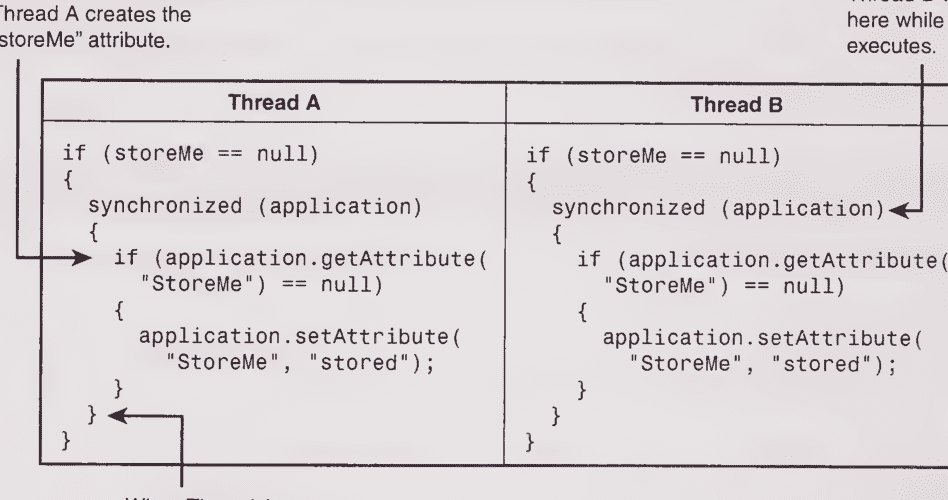 Thread A creates the
storeMe” attribute.
here while
executes.
Thread A
Thread B
if (storeMe == null)
{
synchronized (application)
{
if (application.getAttribute(
"StoreMe") == null)
{
application.setAttribute(
"StoreMe", "stored");
}
}
}
if (storeMe == null)
{
synchronized (application)
{
if (application.getAttribute(
"StoreMe") == null)
{
application.setAttribute(
"StoreMe", "stored");
}
}
}